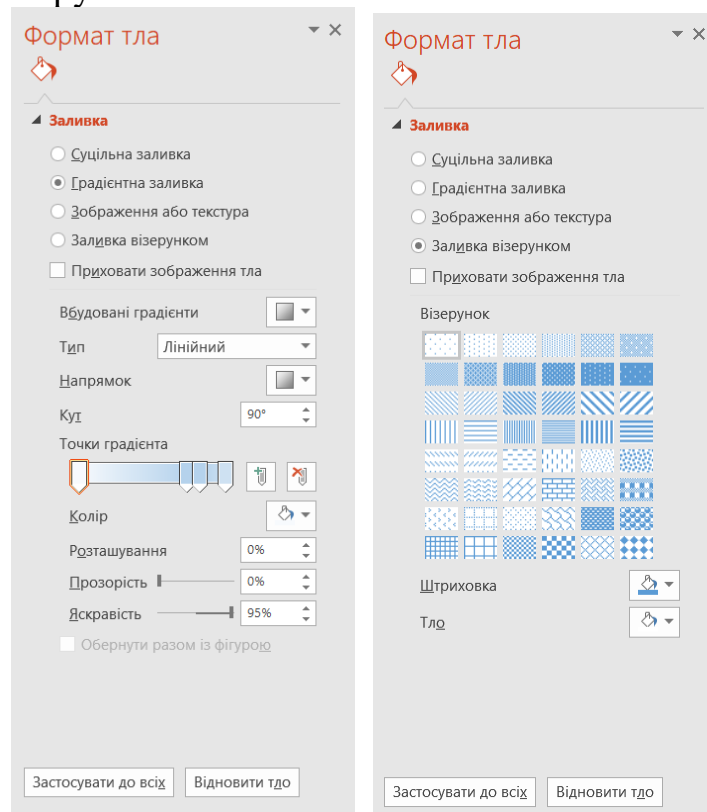 Формат тла
Заливка
Суцільна заливка
Градієнтна заливка
Зображення або текстура
Заливка візерунком
Приховати зображення тла
Вбудовані градієнти
Тип Лінійний
Напрямок
Кут 90°
Точки градієнта
Колір
Розташування 0%
Прозорість 0%
Яскравість 95%
Обернути разом із фігурою
Застосувати до всіх Відновити тло
Формат тла
Заливка
Суцільна заливка
Градієнтна заливка
Зображення або текстура
Заливка візерунком
Приховати зображення тла
Візерунок
Штриховка
Тло
Застосувати до всіх Відновити тло